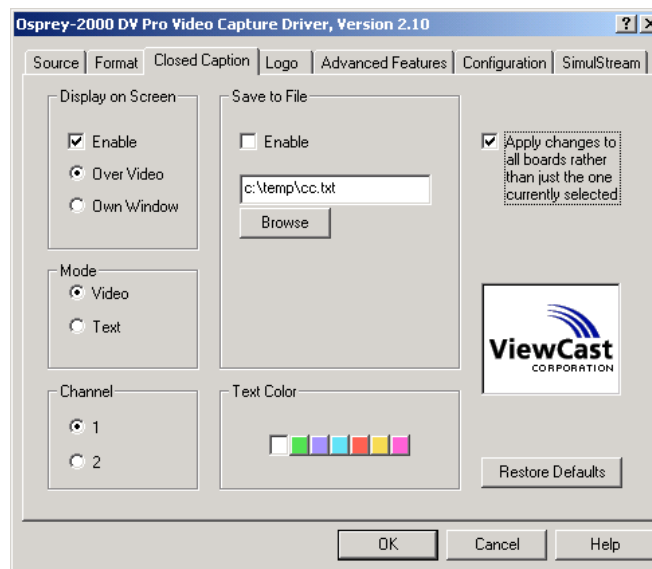 Osprey-2000 DV Pro Video Capture Driver, Version 2.10
Source
Format
Closed Caption
Logo
Advanced Features
Configuration
SimulStream
Display on Screen
Enable
Over Video
Own Window
Save to File
Enable
c:\temp\cc.txt
Browse
Apply changes to
all boards rather
than just the one
currently selected
Mode
Video
Text
ViewCast
CORPORATION
Channel
1
2
Text Color
Restore Defaults
OK
Cancel
Help